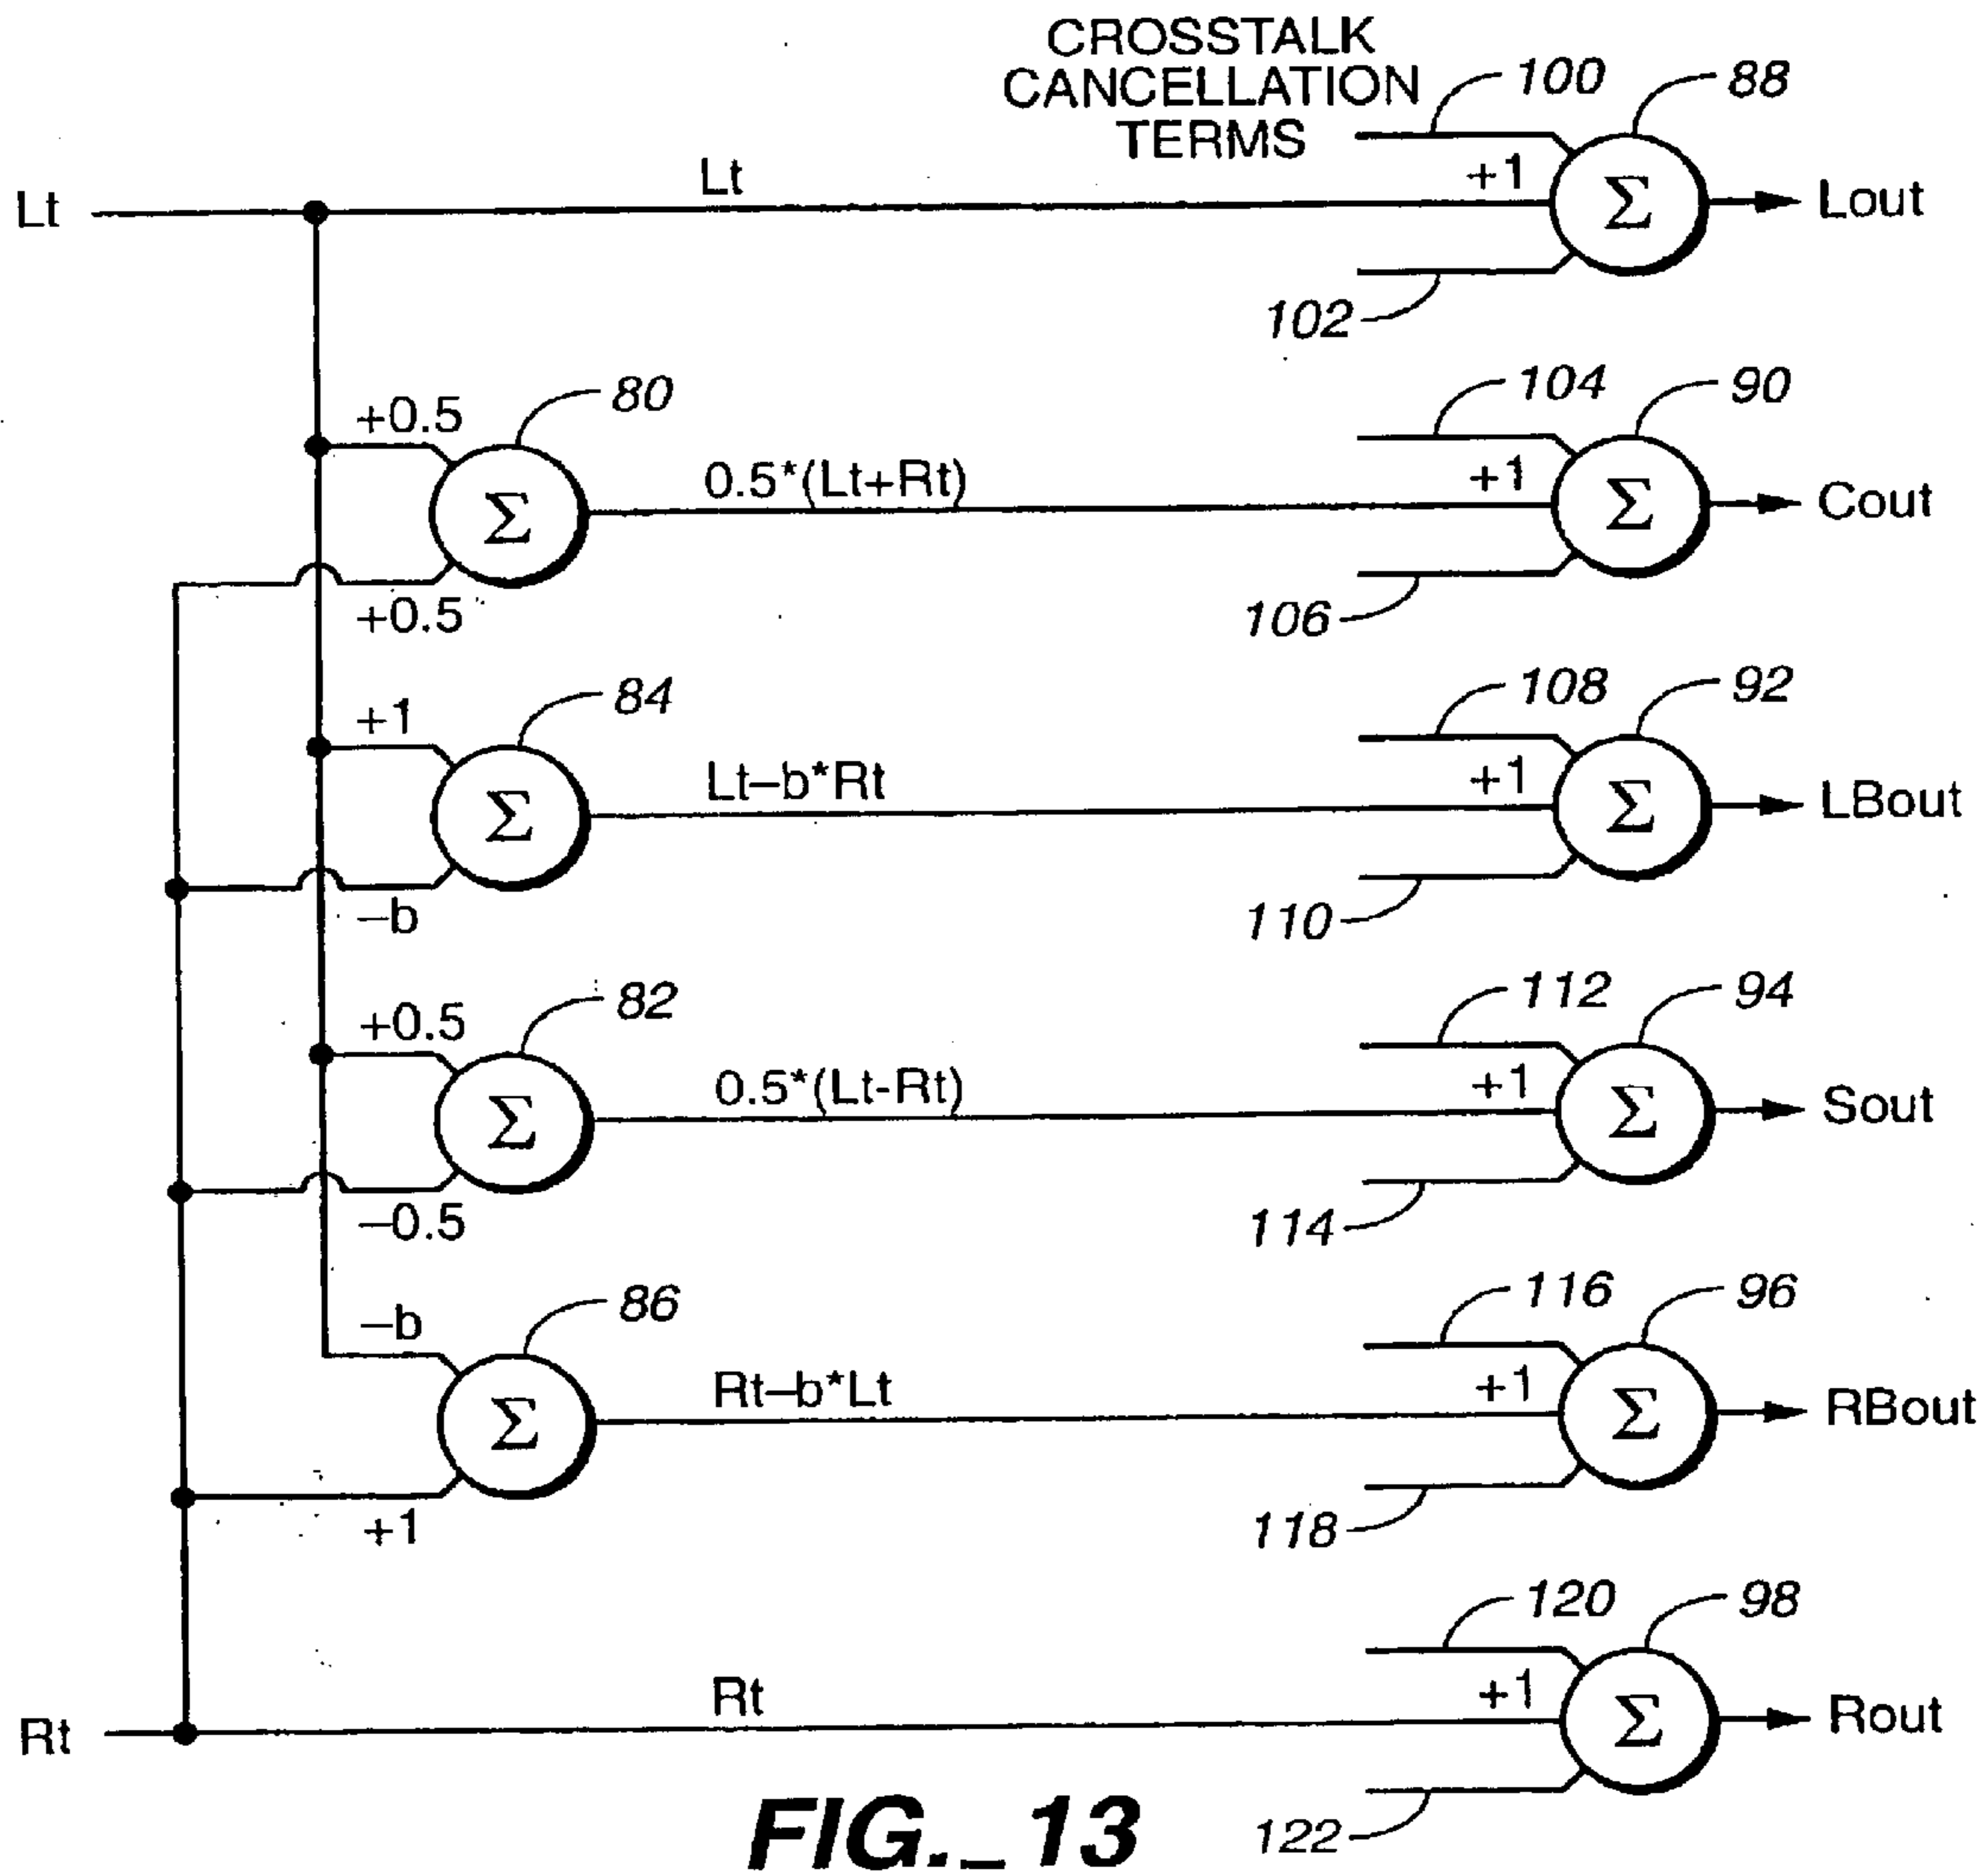 CROSSTALK
CANCELLATION
TERMS
100
88
Lt
Lt
+1
Σ
Lout
102
+0.5
80
Σ
+0.5
0.5*(Lt+Rt)
104
90
+1
Σ
Cout
106
+1
84
Σ
–b
Lt–b*Rt
108
92
+1
Σ
LBout
110
+0.5
82
Σ
–0.5
0.5*(Lt-Rt)
112
94
+1
Σ
Sout
114
–b
86
Σ
+1
Rt–b*Lt
116
96
+1
Σ
RBout
118
Rt
Rt
120
98
+1
Σ
Rout
122
FIG._13